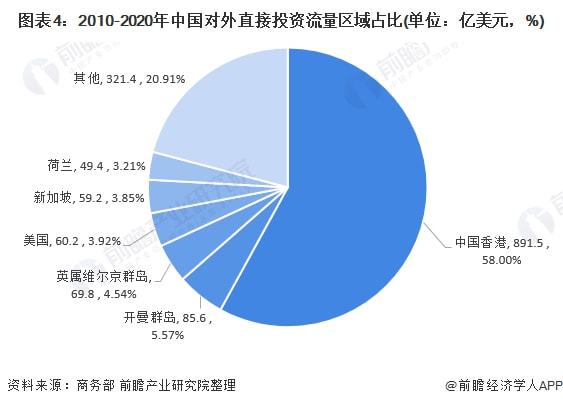 图表4：2010-2020年中国对外直接投资流量区域占比(单位：亿美元，%)
其他, 321.4 , 20.91%
荷兰, 49.4 , 3.21%
新加坡, 59.2 , 3.85%
美国, 60.2 , 3.92%
英属维尔京群岛,
69.8 , 4.54%
开曼群岛, 85.6 ,
5.57%
中国香港, 891.5 ,
58.00%
资料来源：商务部 前瞻产业研究院整理
@前瞻经济学人APP